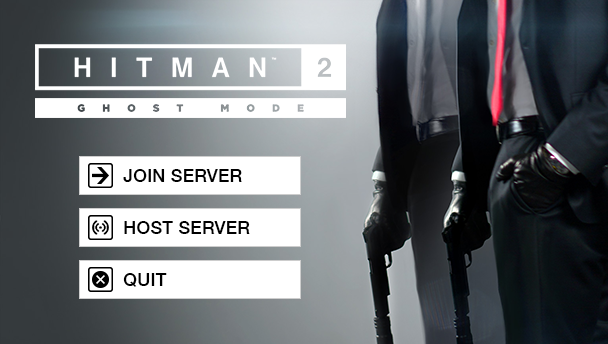 HITMAN™ 2
GHOST MODE
JOIN SERVER
HOST SERVER
QUIT